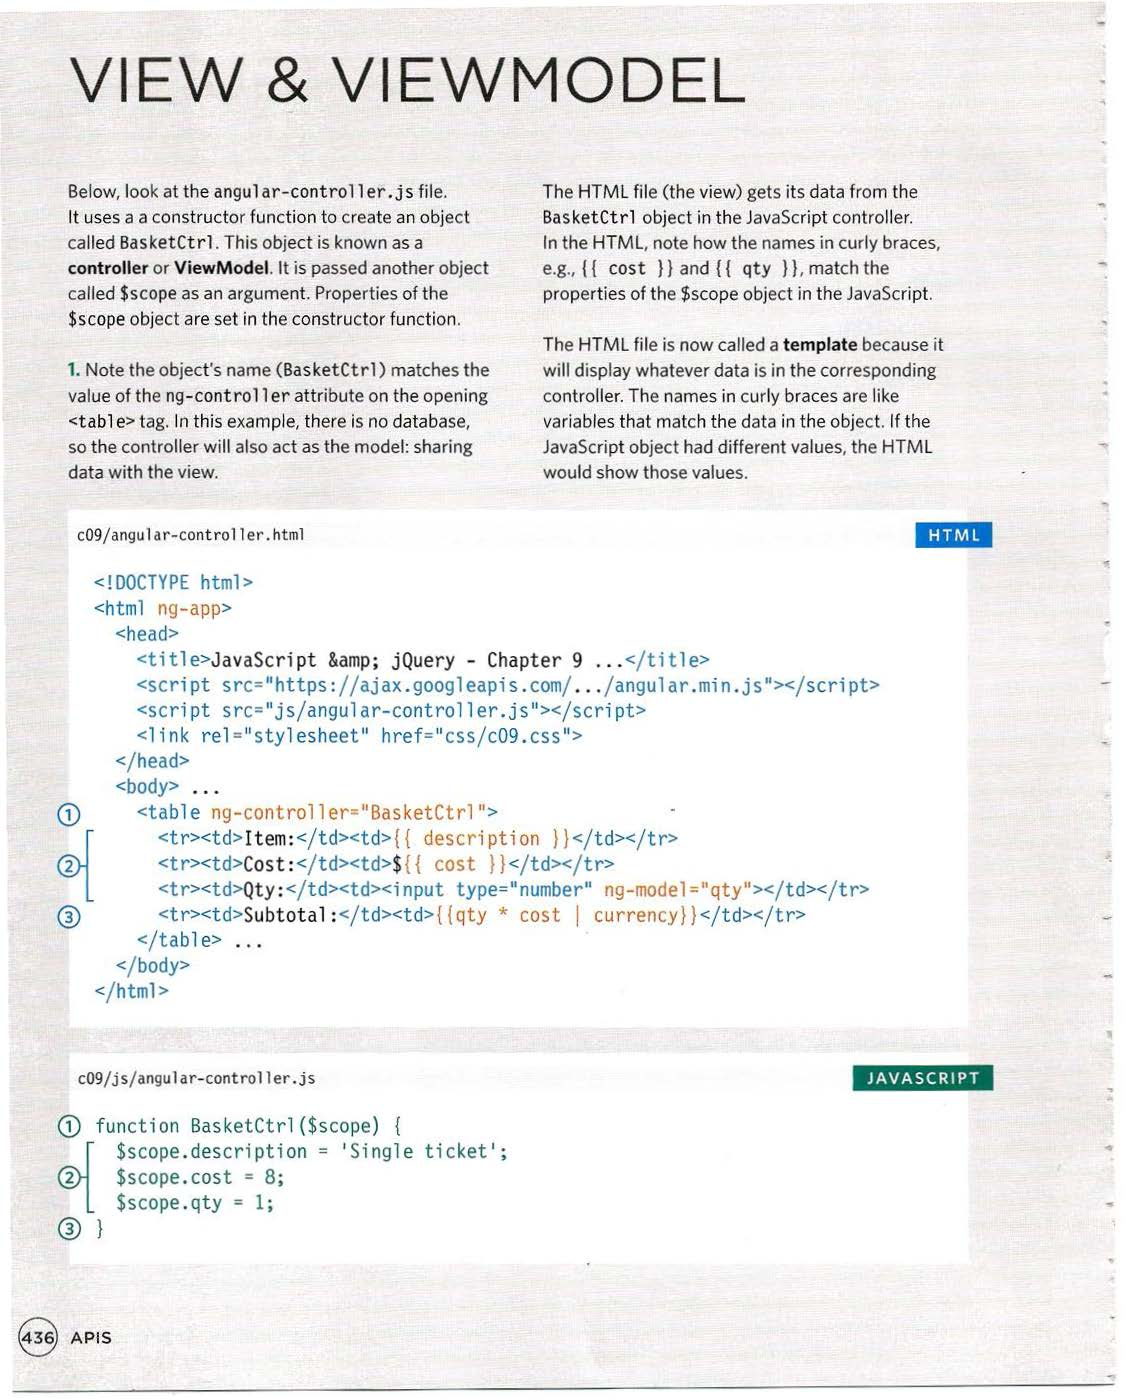 VIEW & VIEWMODEL
Below, look at the angular-controller.js file.
It uses a a constructor function to create an object
called BasketCtrl. This object is known as a
controller or ViewModel. It is passed another object
called $scope as an argument. Properties of the
$scope object are set in the constructor function.
1. Note the object's name (BasketCtrl) matches the
value of the ng-controller attribute on the opening
<table> tag. In this example, there is no database,
so the controller will also act as the model: sharing
data with the view.
The HTML file (the view) gets its data from the
BasketCtrl object in the JavaScript controller.
In the HTML, note how the names in curly braces,
e.g., {{ cost }} and {{ qty }}, match the
properties of the $scope object in the JavaScript.
The HTML file is now called a template because it
will display whatever data is in the corresponding
controller. The names in curly braces are like
variables that match the data in the object. If the
JavaScript object had different values, the HTML
would show those values.
c09/angular-controller.html HTML
<!DOCTYPE html>
<html ng-app>
<head>
<title>JavaScript &amp; jQuery - Chapter 9 ...</title>
<script src="https://ajax.googleapis.com/.../angular.min.js"></script>
<script src="js/angular-controller.js"></script>
<link rel="stylesheet" href="css/c09.css">
</head>
<body> ...
1 <table ng-controller="BasketCtrl">
<tr><td>Item:</td><td>{{ description }}</td></tr>
2 <tr><td>Cost:</td><td>${{ cost }}</td></tr>
<tr><td>Qty:</td><td><input type="number" ng-model="qty"></td></tr>
3 <tr><td>Subtotal:</td><td>{{qty * cost | currency}}</td></tr>
</table> ...
</body>
</html>
c09/js/angular-controller.js JAVASCRIPT
1 function BasketCtrl($scope) {
$scope.description = 'Single ticket';
2 $scope.cost = 8;
$scope.qty = 1;
3 }
436 APIS